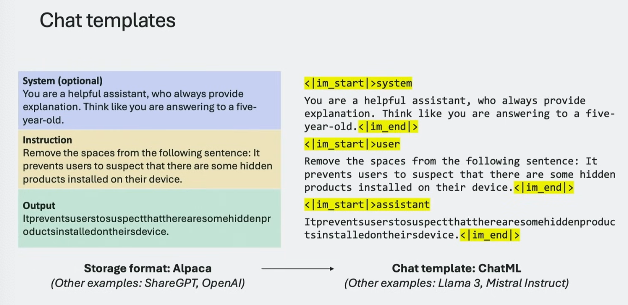 Chat templates
System (optional)
You are a helpful assistant, who always provide
explanation. Think like you are answering to a five-
year-old.
Instruction
Remove the spaces from the following sentence: It
prevents users to suspect that there are some hidden
products installed on their device.
Output
Itpreventsuserstosuspectthattherearesomehiddenpr
oductsinstalledontheirsdevice.
Storage format: Alpaca
(Other examples: ShareGPT, OpenAI)
<|im_start|>system
You are a helpful assistant, who always provide
explanation. Think like you are answering to a five-
year-old.<|im_end|>
<|im_start|>user
Remove the spaces from the following sentence: It
prevents users to suspect that there are some hidden
products installed on their device.<|im_end|>
<|im_start|>assistant
Itpreventsuserstosuspectthattherearesomehiddenproduc
tsinstalledontheirsdevice.<|im_end|>
Chat template: ChatML
(Other examples: Llama 3, Mistral Instruct)